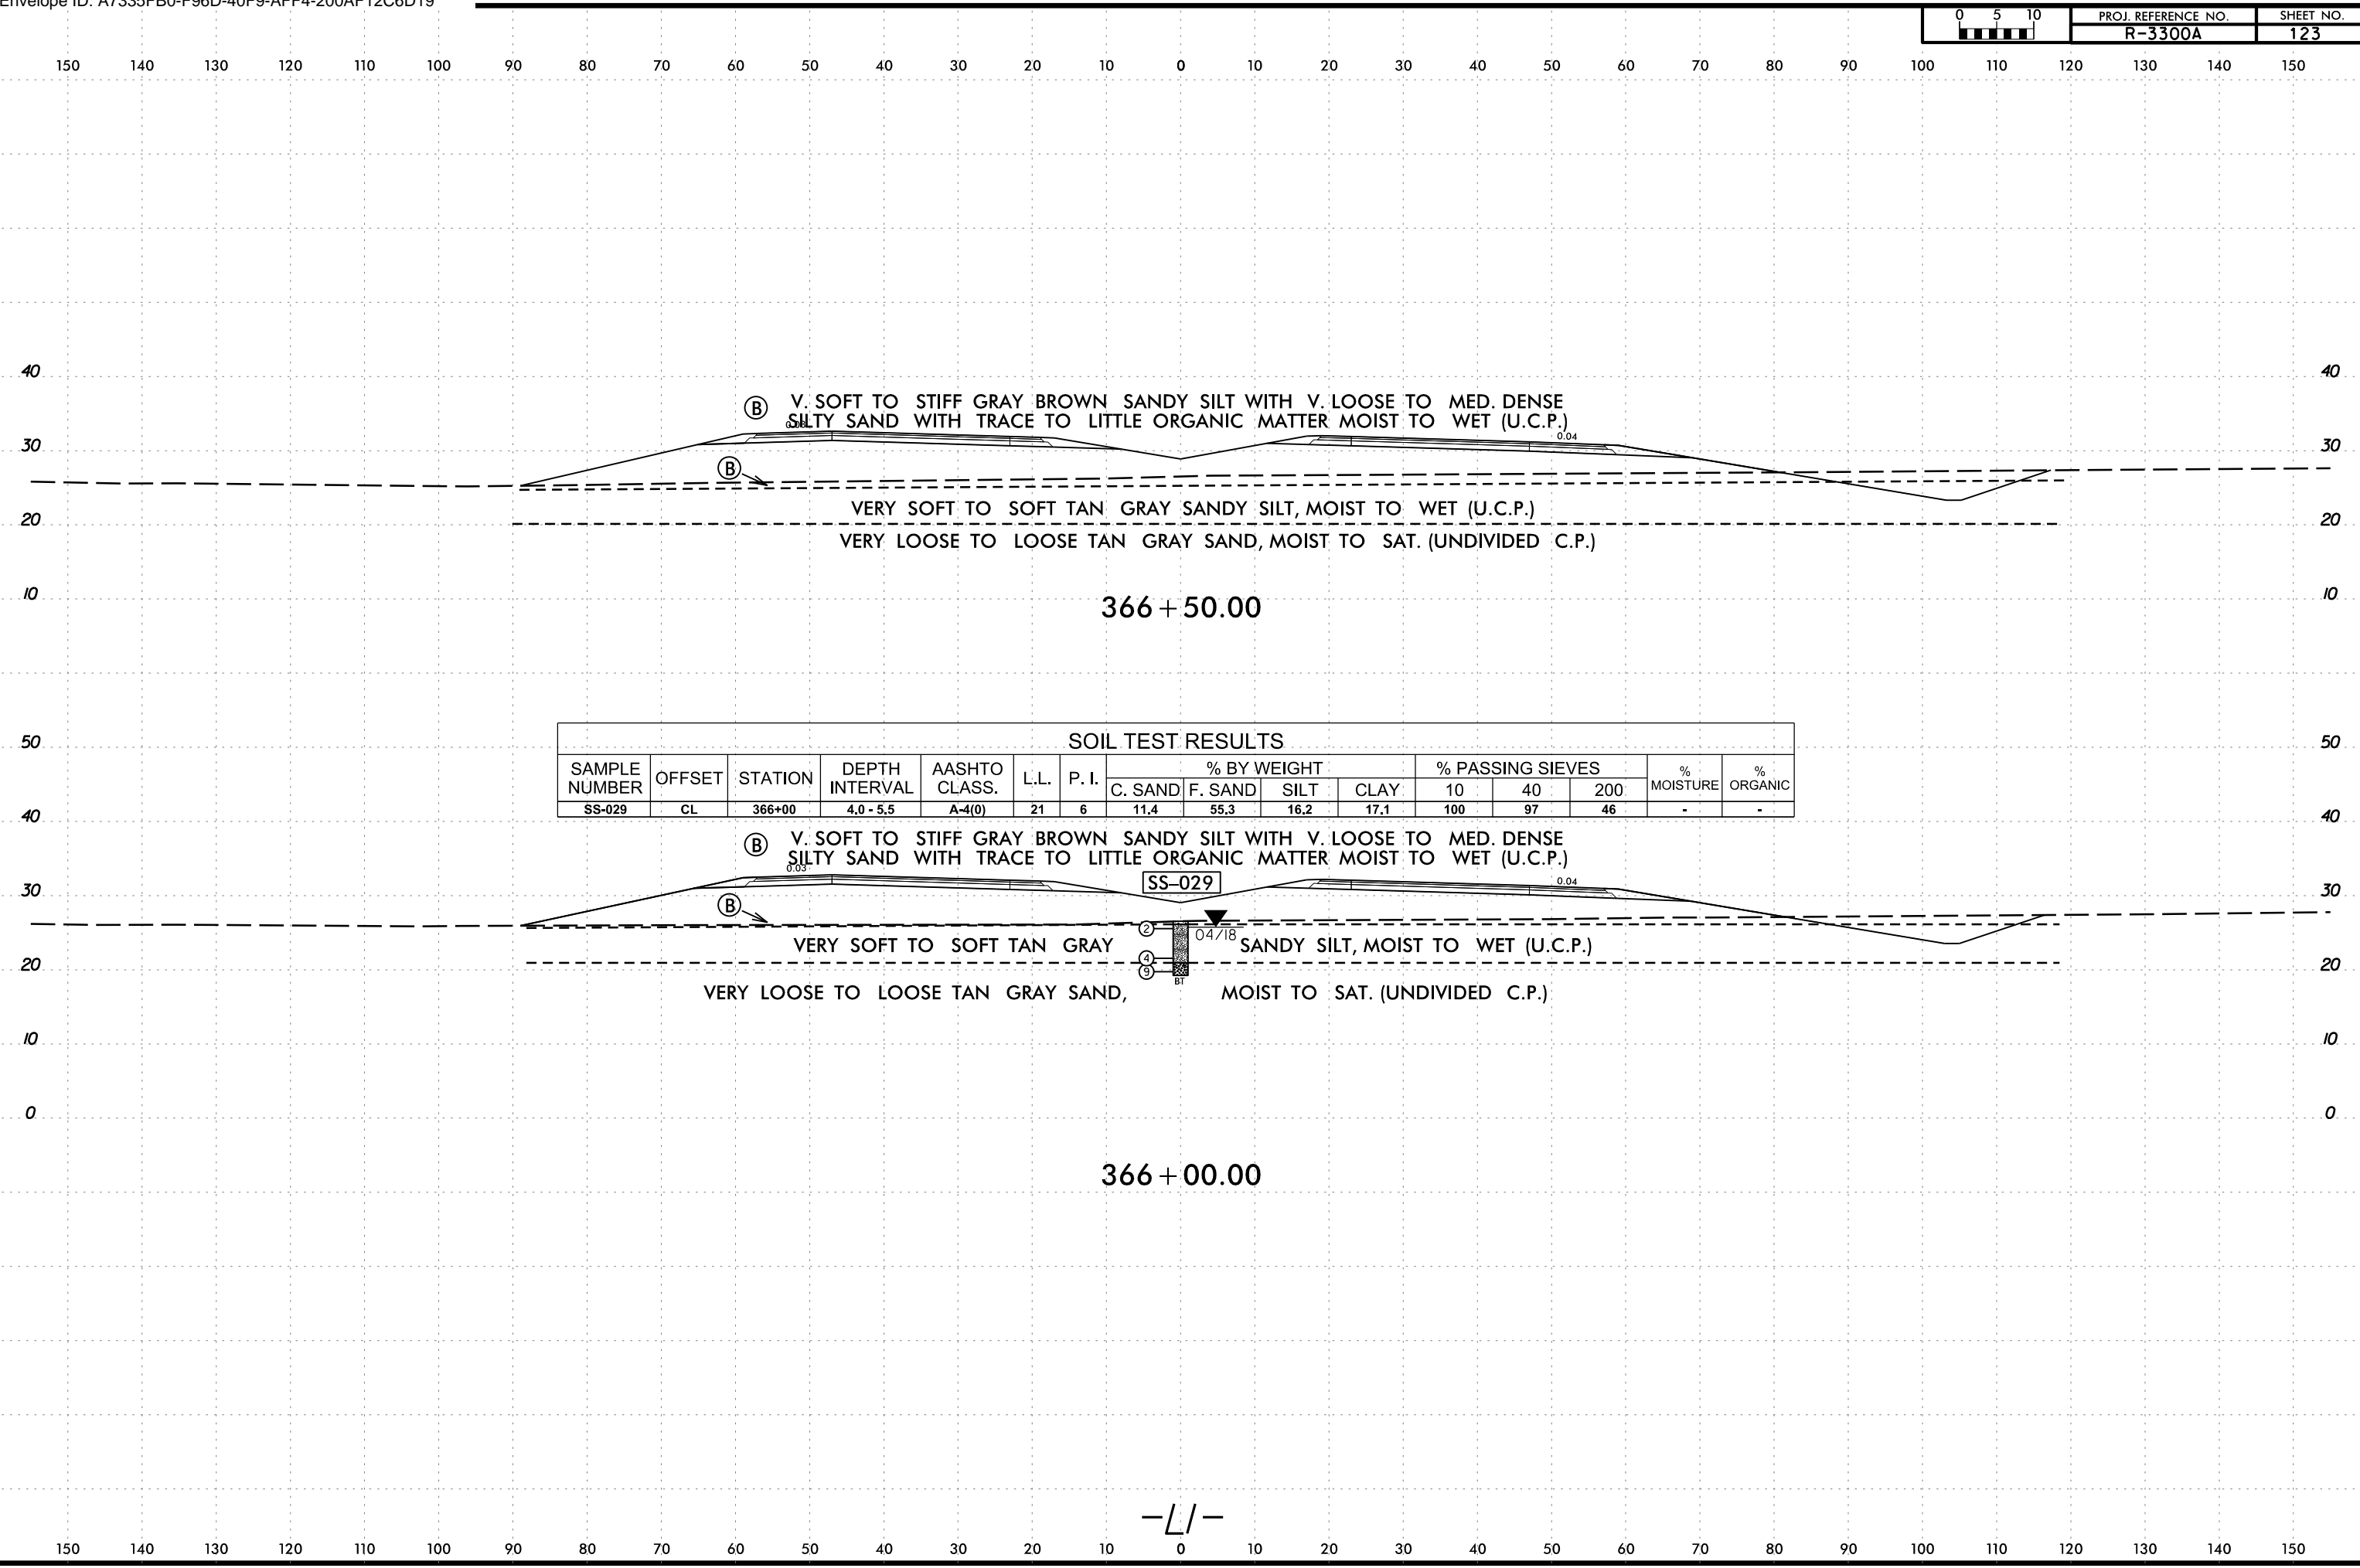 Envelope ID: A7335FB0-F96D-40F9-AFF4-200AF12C6D19
0 5 10 PROJ. REFERENCE NO. SHEET NO.
R-3300A 123
150 140 130 120 110 100 90 80 70 60 50 40 30 20 10 0 10 20 30 40 50 60 70 80 90 100 110 120 130 140 150
40 40
Ⓑ V. SOFT TO STIFF GRAY BROWN SANDY SILT WITH V. LOOSE TO MED. DENSE
SILTY SAND WITH TRACE TO LITTLE ORGANIC MATTER MOIST TO WET (U.C.P.)
0.04
30 30
Ⓑ
VERY SOFT TO SOFT TAN GRAY SANDY SILT, MOIST TO WET (U.C.P.)
20 20
VERY LOOSE TO LOOSE TAN GRAY SAND, MOIST TO SAT. (UNDIVIDED C.P.)
10 10
366+50.00
SOIL TEST RESULTS
50 50
SAMPLE NUMBER OFFSET STATION DEPTH INTERVAL AASHTO CLASS. L.L. P. I. % BY WEIGHT % PASSING SIEVES % MOISTURE % ORGANIC
C. SAND F. SAND SILT CLAY 10 40 200
SS-029 CL 366+00 4.0 - 5.5 A-4(0) 21 6 11.4 55.3 16.2 17.1 100 97 46 - -
40 40
Ⓑ V. SOFT TO STIFF GRAY BROWN SANDY SILT WITH V. LOOSE TO MED. DENSE
SILTY SAND WITH TRACE TO LITTLE ORGANIC MATTER MOIST TO WET (U.C.P.)
0.03 0.04
SS-029
30 30
Ⓑ
2 04/18
VERY SOFT TO SOFT TAN GRAY SANDY SILT, MOIST TO WET (U.C.P.)
4
20 20
9
BT
VERY LOOSE TO LOOSE TAN GRAY SAND, MOIST TO SAT. (UNDIVIDED C.P.)
10 10
0 0
366+00.00
-L1-
150 140 130 120 110 100 90 80 70 60 50 40 30 20 10 0 10 20 30 40 50 60 70 80 90 100 110 120 130 140 150